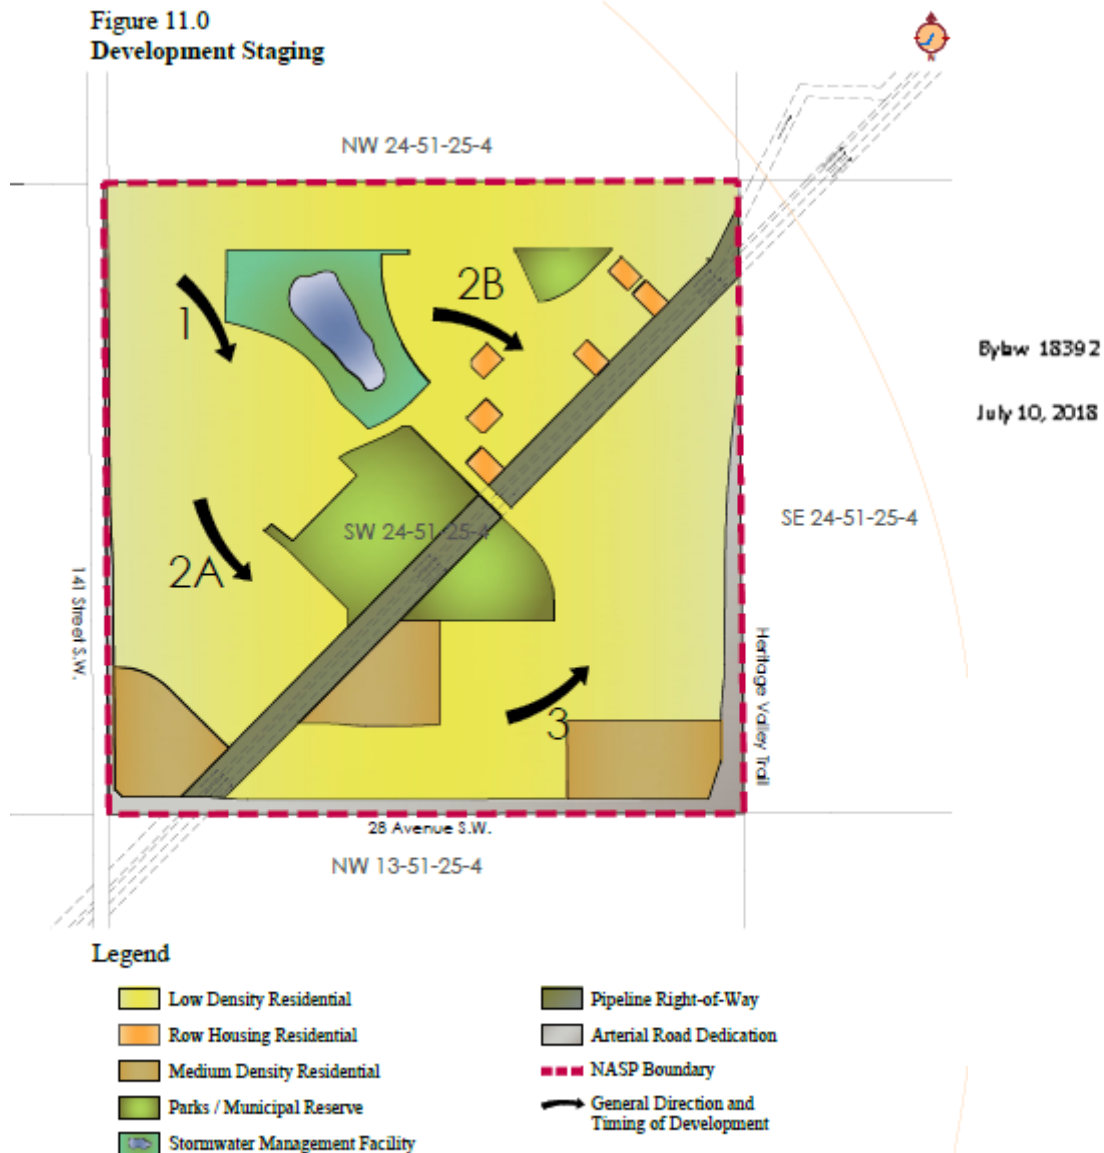 Figure 11.0
Development Staging
N
NW 24-51-25-4
1
2B
Bylaw 18392
July 10, 2018
SW 24-51-25-4
SE 24-51-25-4
2A
141 Street S.W.
Heritage Valley Trail
3
28 Avenue S.W.
NW 13-51-25-4
Legend
Low Density Residential
Row Housing Residential
Medium Density Residential
Parks / Municipal Reserve
Stormwater Management Facility
Pipeline Right-of-Way
Arterial Road Dedication
NASP Boundary
General Direction and
Timing of Development